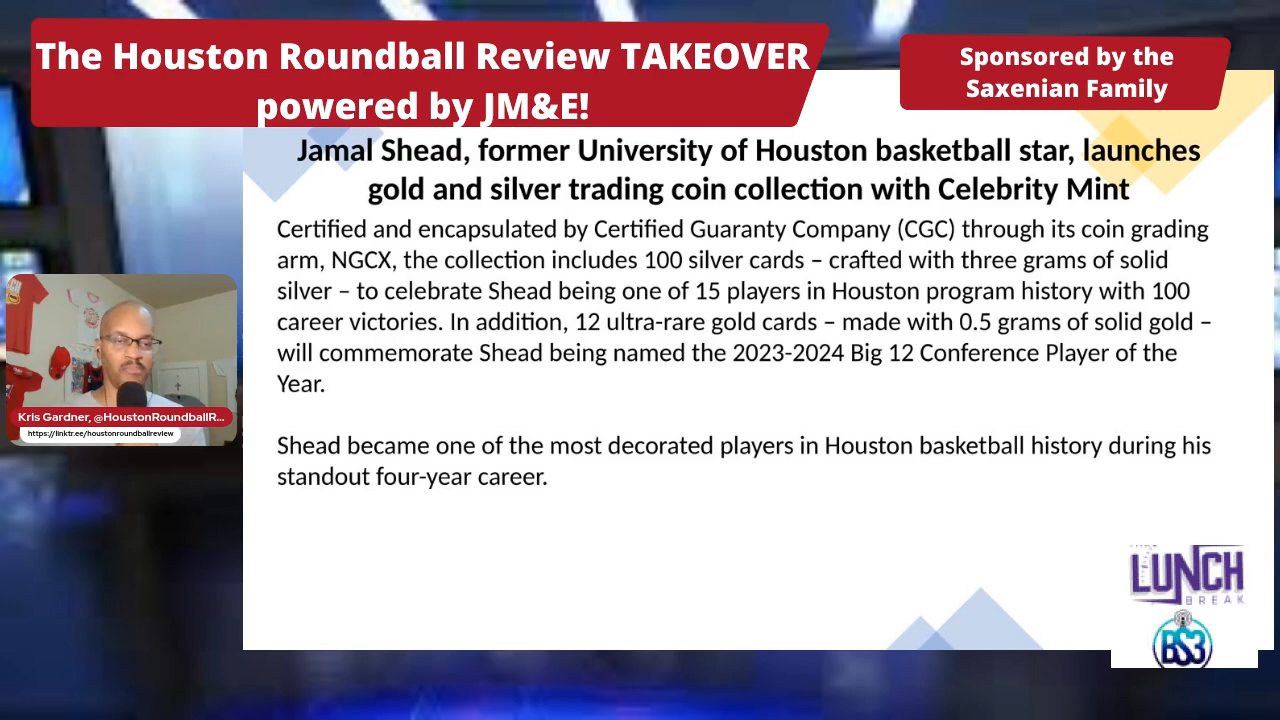 The Houston Roundball Review TAKEOVER
powered by JM&E!
Sponsored by the
Saxenian Family
Jamal Shead, former University of Houston basketball star, launches
gold and silver trading coin collection with Celebrity Mint
Certified and encapsulated by Certified Guaranty Company (CGC) through its coin grading
arm, NGCX, the collection includes 100 silver cards – crafted with three grams of solid
silver – to celebrate Shead being one of 15 players in Houston program history with 100
career victories. In addition, 12 ultra-rare gold cards – made with 0.5 grams of solid gold –
will commemorate Shead being named the 2023-2024 Big 12 Conference Player of the
Year.
Shead became one of the most decorated players in Houston basketball history during his
standout four-year career.
Kris Gardner, @HoustonRoundballR...
https://linktr.ee/houstonroundballreview
LUNCH
BREAK
BS3